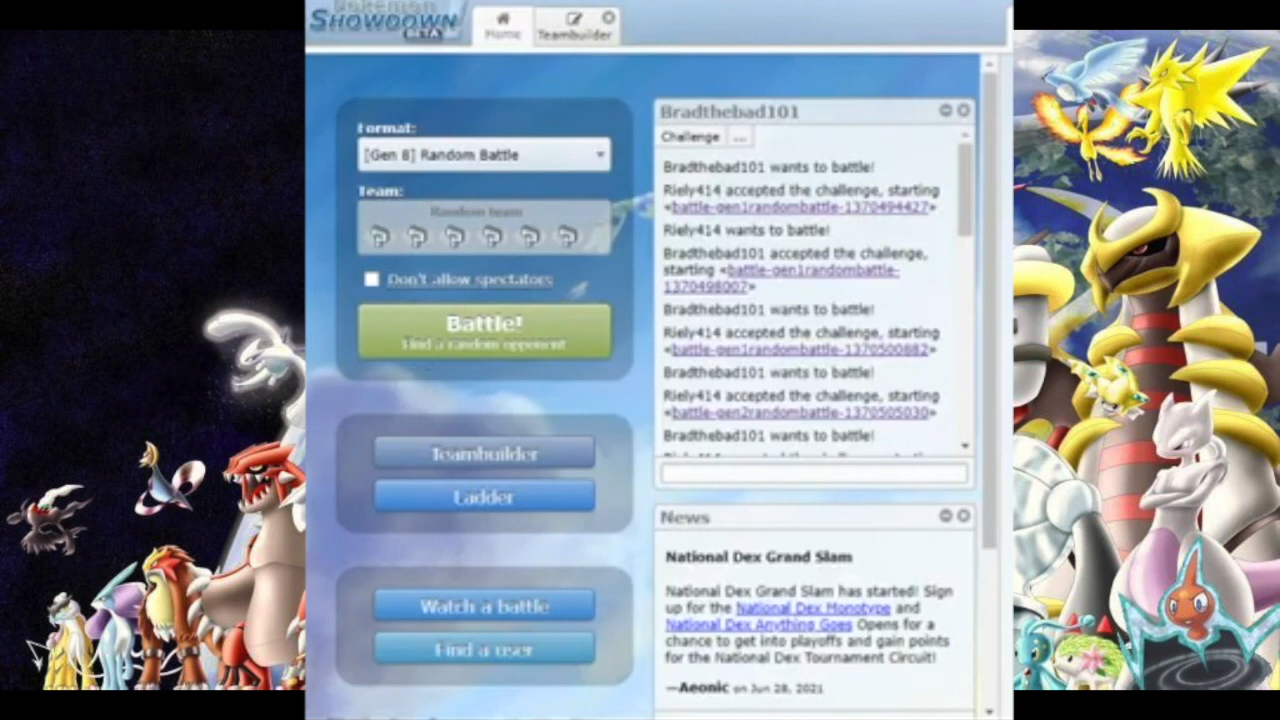 Pokémon
SHOWDOWN
BETA
Home
Teambuilder
Format:
[Gen 8] Random Battle
Team:
Random team
Don't allow spectators
Battle!
Find a random opponent
Teambuilder
Ladder
Watch a battle
Find a user
Bradthebad101
Challenge
...
Bradthebad101 wants to battle!
Riely414 accepted the challenge, starting
«battle-gen1randombattle-1370494427»
Riely414 wants to battle!
Bradthebad101 accepted the challenge,
starting «battle-gen1randombattle-
1370498007»
Bradthebad101 wants to battle!
Riely414 accepted the challenge, starting
«battle-gen1randombattle-1370500882»
Bradthebad101 wants to battle!
Riely414 accepted the challenge, starting
«battle-gen2randombattle-1370505030»
Bradthebad101 wants to battle!
News
National Dex Grand Slam
National Dex Grand Slam has started! Sign
up for the National Dex Monotype and
National Dex Anything Goes Opens for a
chance to get into playoffs and gain points
for the National Dex Tournament Circuit!
—Aeonic on Jun 28, 2021